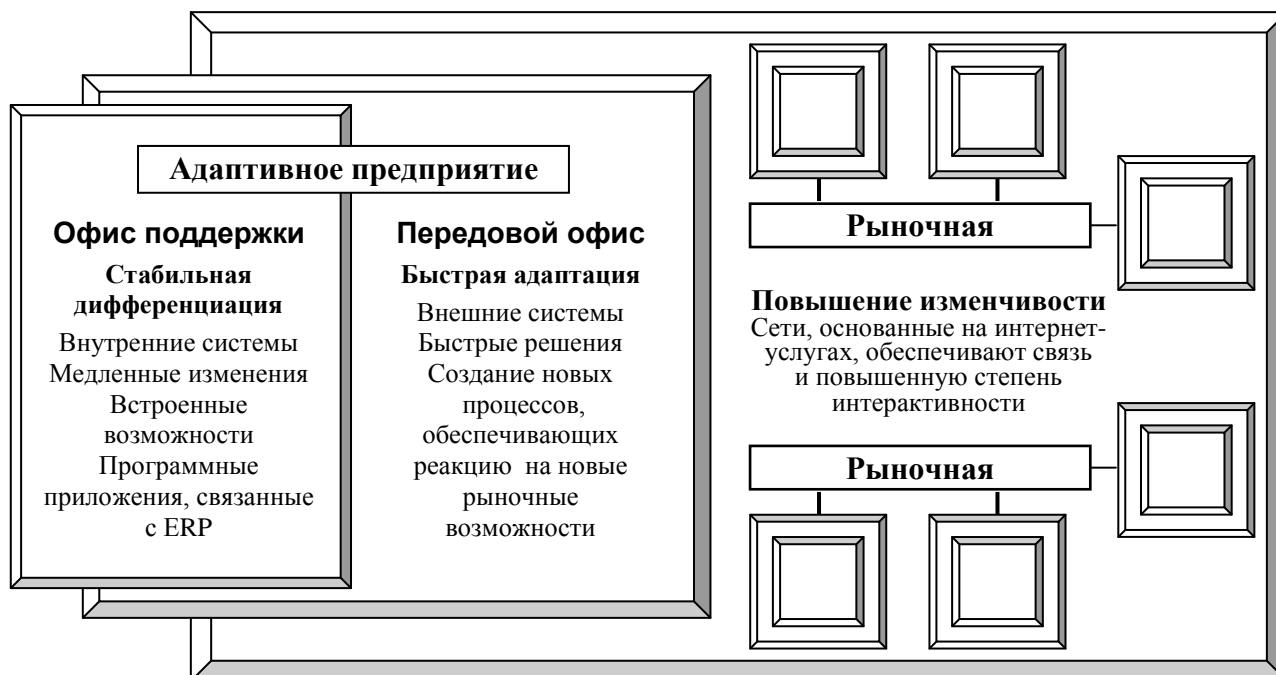 Адаптивное предприятие
Офис поддержки
Стабильная
дифференциация
Внутренние системы
Медленные изменения
Встроенные
возможности
Программные
приложения, связанные
с ERP
Передовой офис
Быстрая адаптация
Внешние системы
Быстрые решения
Создание новых
процессов,
обеспечивающих
реакцию на новые
рыночные
возможности
Рыночная
Повышение изменчивости
Сети, основанные на интернет-
услугах, обеспечивают связь
и повышенную степень
интерактивности
Рыночная